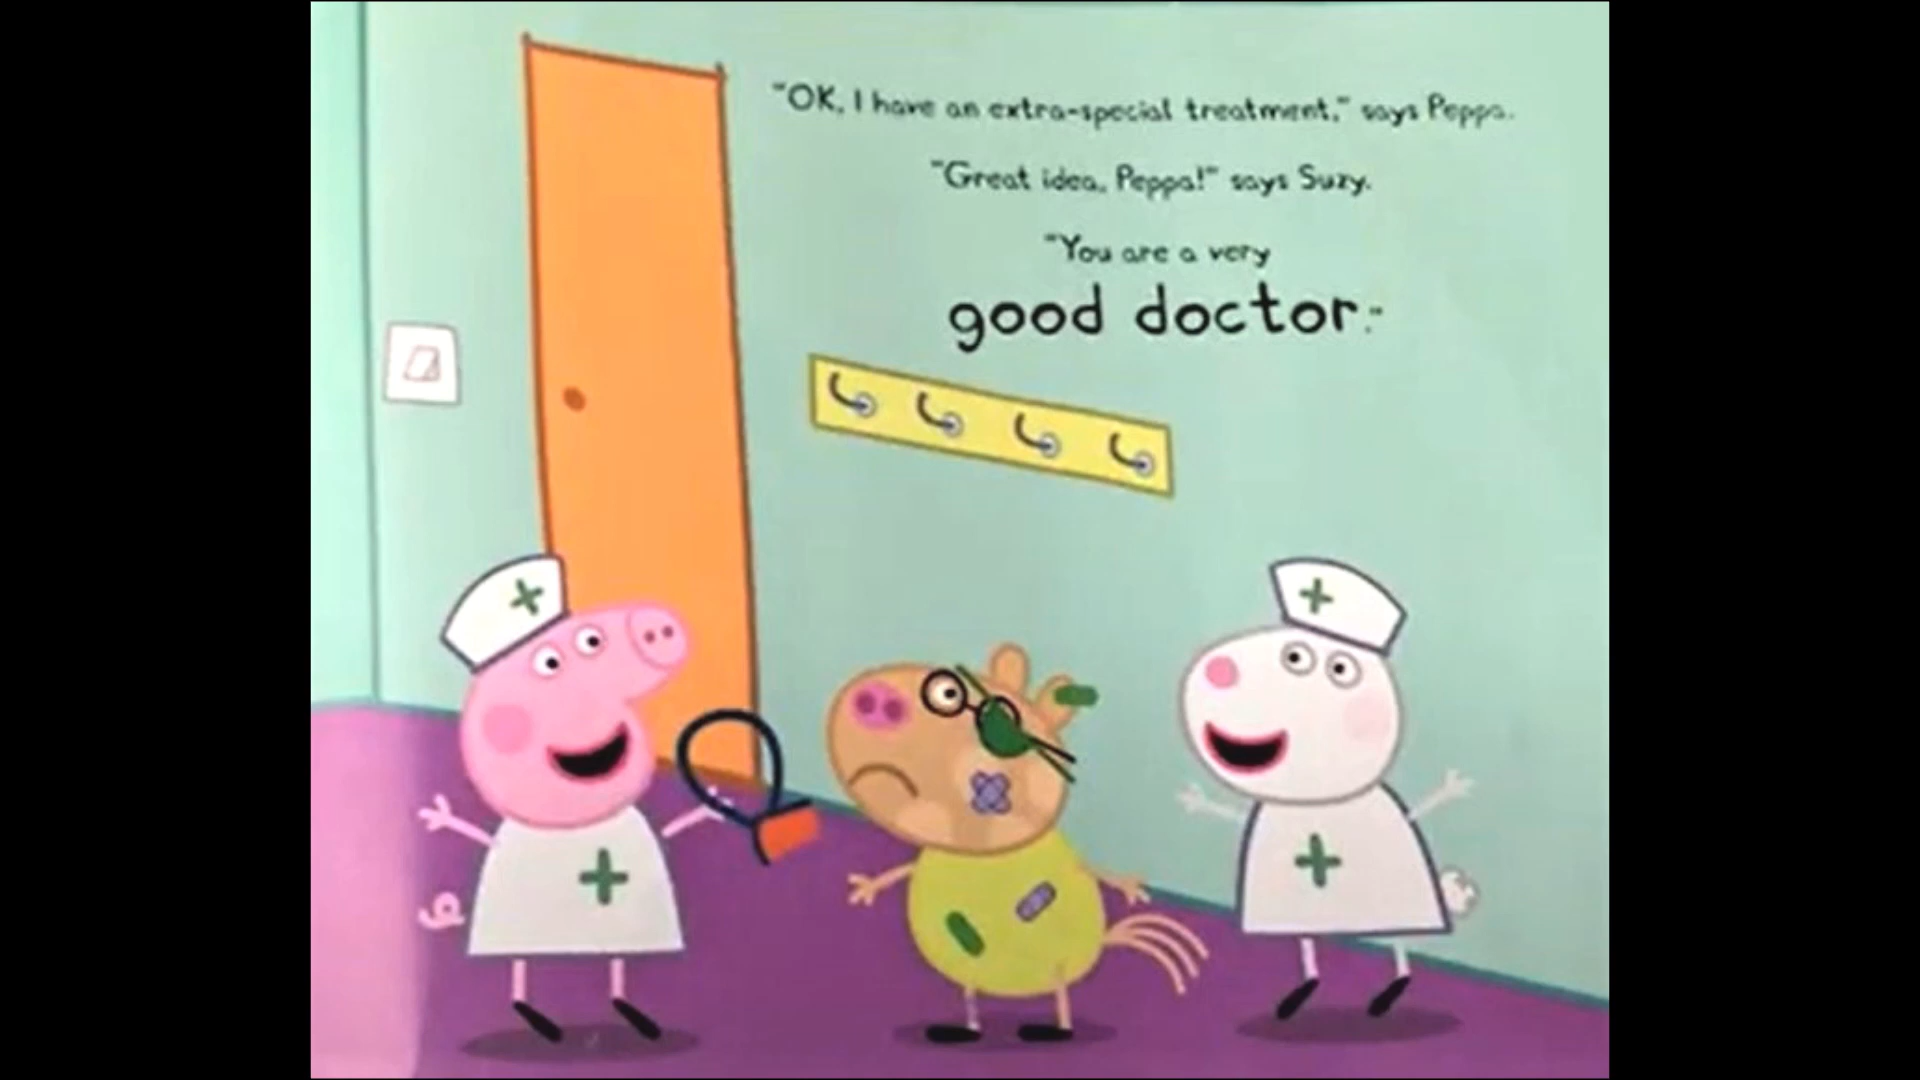 "OK, I have an extra-special treatment," says Peppa.
"Great idea, Peppa!" says Suzy.
"You are a very
good doctor."